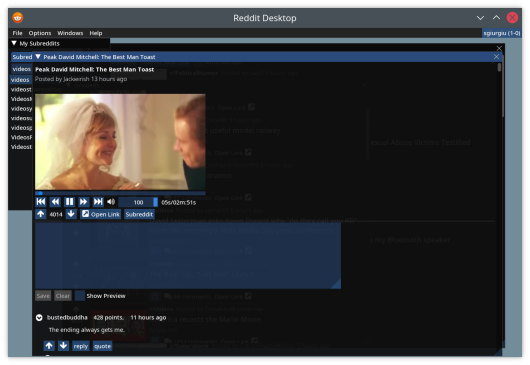 Reddit Desktop
File Options Windows Help
sgiurgiu (1-0)
My Subreddits
Subred
Peak David Mitchell: The Best Man Toast
videos
Peak David Mitchell: The Best Man Toast
Posted by Jackeinsh 13 hours ago
videos
videost
Videos
videosy
videosu
videosp
VideosF
Videost
100 05s/02m:51s
4014 Open Link Subreddit
Save Clear Show Preview
bustedbuddha 428 points, 11 hours ago
The ending always gets me.
reply quote